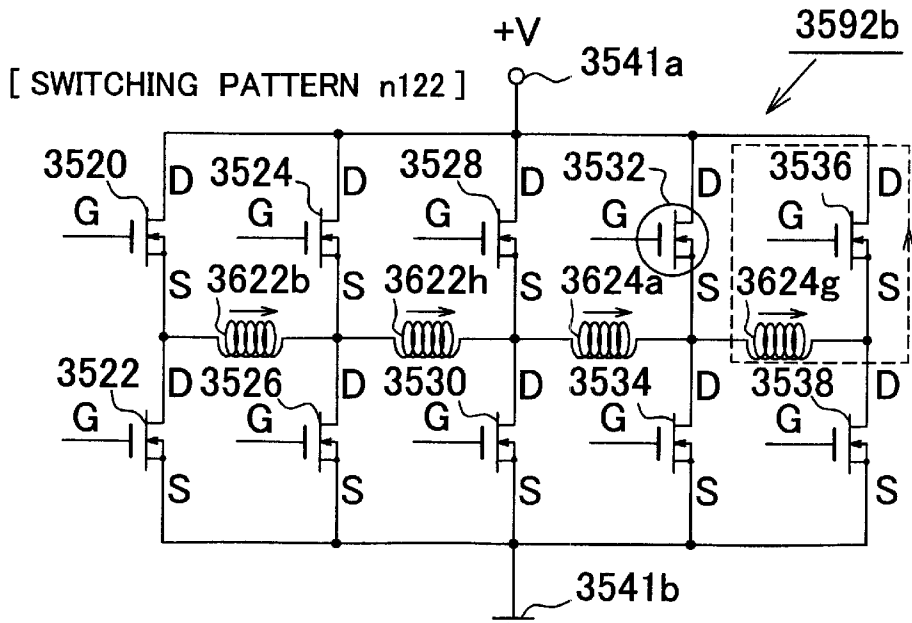 3592b
+V
3541a
[ SWITCHING PATTERN n122 ]
3520
3524
3528
3532
3536
D
D
D
D
D
G
G
G
G
G
S
S
S
S
S
3622b
3622h
3624a
3624g
3522
3526
3530
3534
3538
D
D
D
D
D
G
G
G
G
G
S
S
S
S
S
3541b